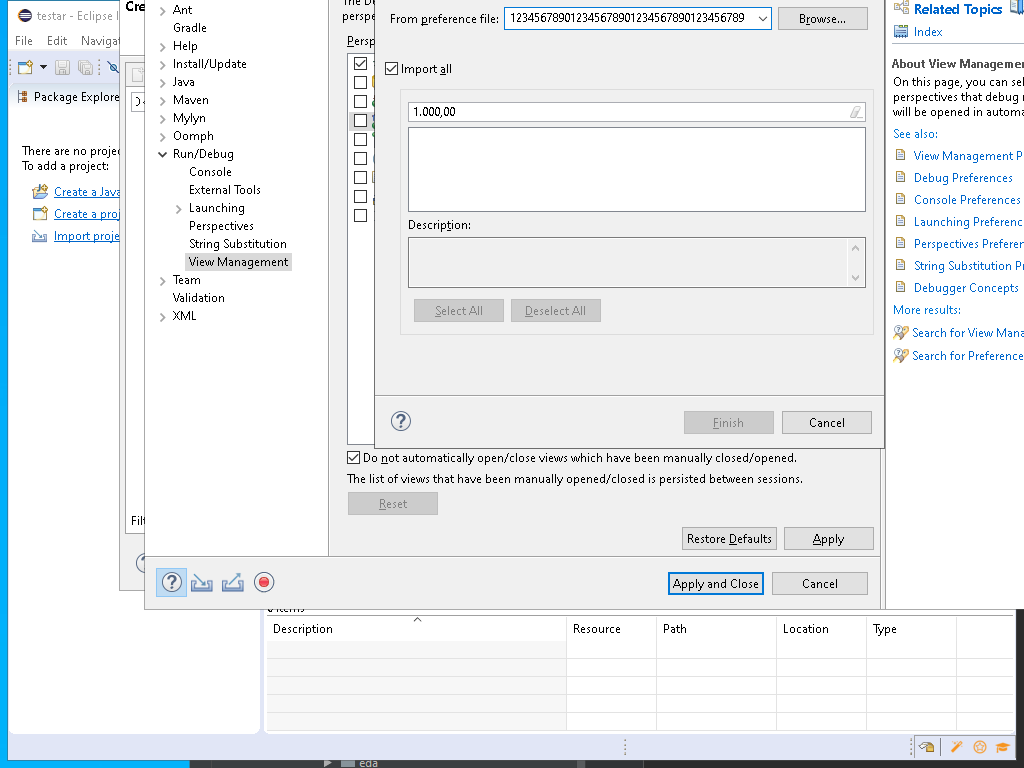 testar - Eclipse
File Edit Navigat
Package Explore
There are no proje
To add a project:
Create a Java
Create a proj
Import proje
Cre
Filt
Ant
Gradle
Help
Install/Update
Java
Maven
Mylyn
Oomph
Run/Debug
Console
External Tools
Launching
Perspectives
String Substitution
View Management
Team
Validation
XML
The De
perspe
Persp
From preference file: 1234567890123456789012345678901234567890123456789
Browse...
Import all
1.000,00
Description:
Select All Deselect All
Finish Cancel
Do not automatically open/close views which have been manually closed/opened.
The list of views that have been manually opened/closed is persisted between sessions.
Reset
Restore Defaults Apply
Apply and Close Cancel
Related Topics
Index
About View Managemen
On this page, you can sel
perspectives that debug
will be opened in automa
See also:
View Management P
Debug Preferences
Console Preferences
Launching Preferenc
Perspectives Preferen
String Substitution Pr
Debugger Concepts
More results:
Search for View Mana
Search for Preference
items
Description Resource Path Location Type
eda